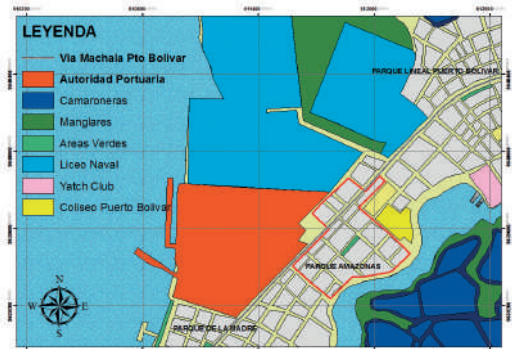 LEYENDA
Via Machala Pto Bolivar
Autoridad Portuaria
Camaroneras
Manglares
Areas Verdes
Liceo Naval
Yatch Club
Coliseo Puerto Bolivar
PARQUE LINEAL PUERTO BOLIVAR
PARQUE AMAZONAS
PARQUE DE LA MADRE
N
W E
S